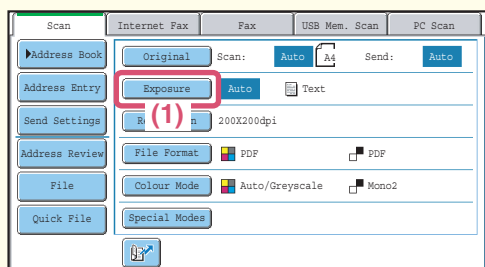 Scan Internet Fax Fax USB Mem. Scan PC Scan
Address Book Original Scan: Auto A4 Send: Auto
Address Entry Exposure Auto Text
Send Settings (1) 200X200dpi
Address Review File Format PDF PDF
File Colour Mode Auto/Greyscale Mono2
Quick File Special Modes